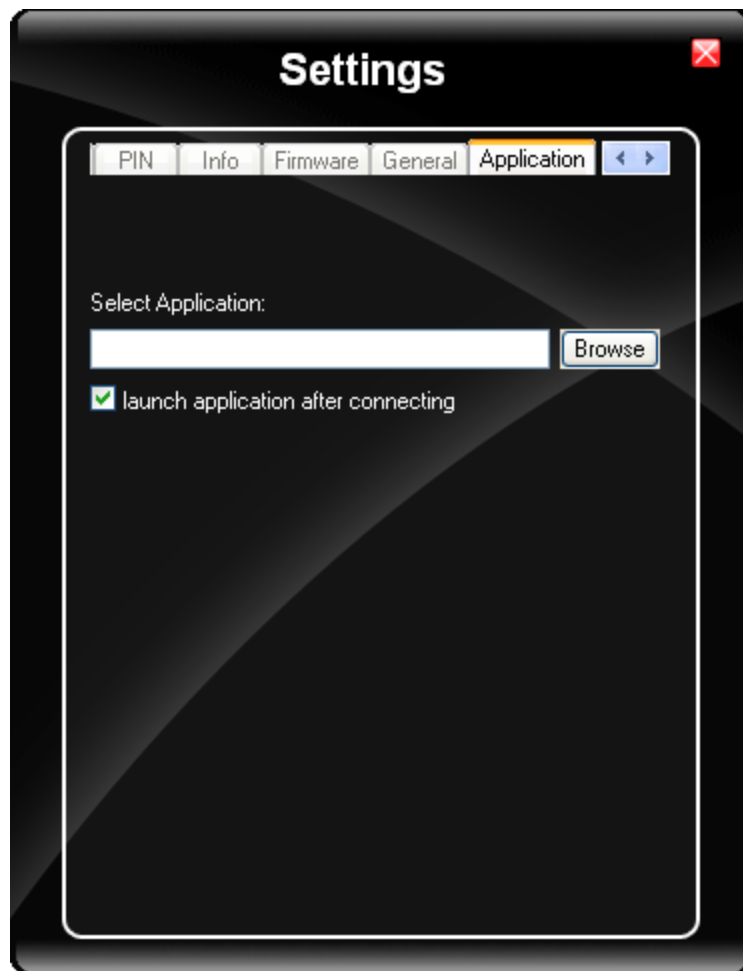 Settings
PIN Info Firmware General Application
Select Application:
Browse
launch application after connecting